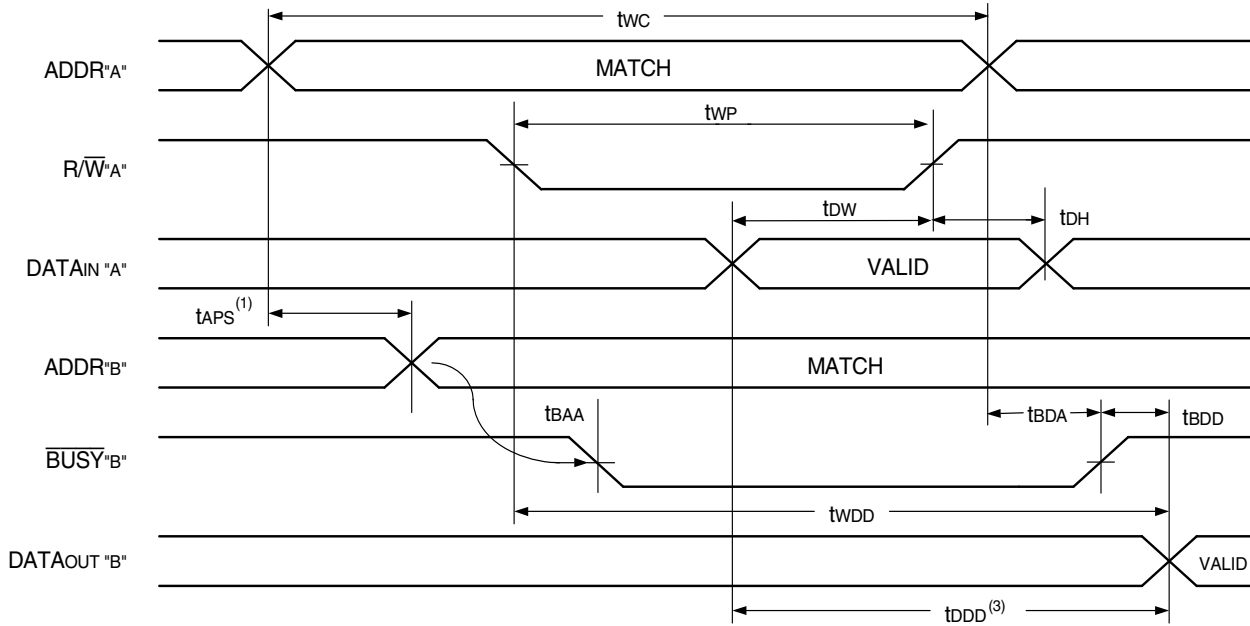 tWC
ADDR"A"
MATCH
tWP
R/W̅"A"
tDW
tDH
DATAIN "A"
VALID
tAPS(1)
ADDR"B"
MATCH
tBAA
tBDA
tBDD
B̅U̅S̅Y̅"B"
tWDD
DATAOUT "B"
VALID
tDDD(3)